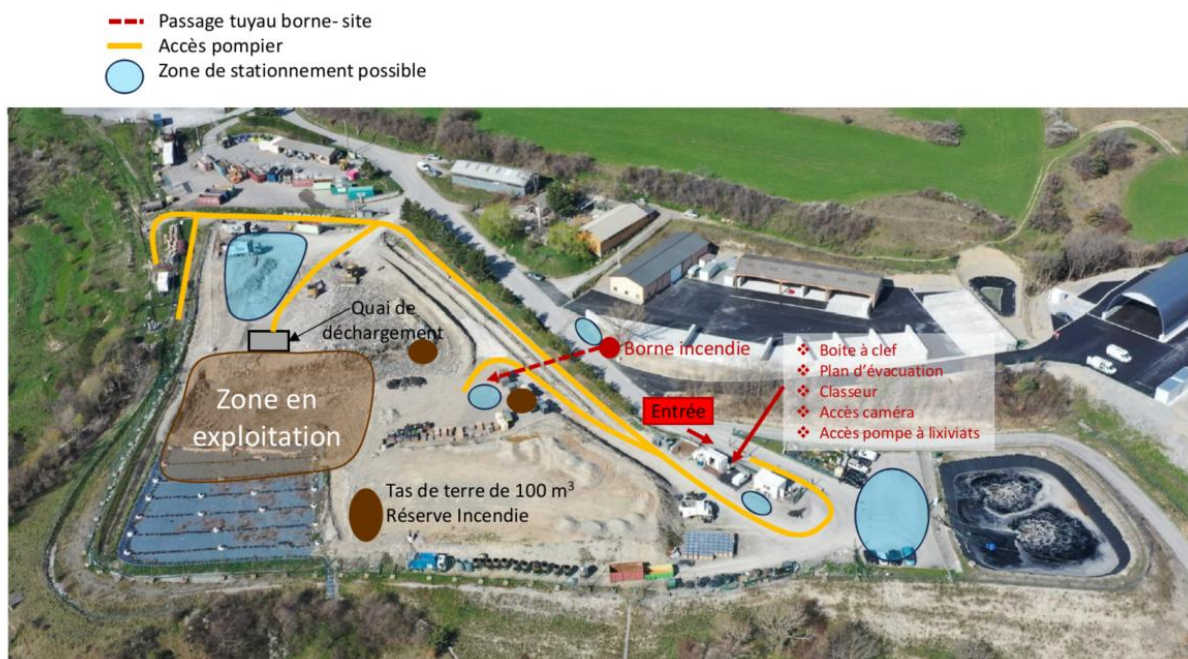 Passage tuyau borne- site
Accès pompier
Zone de stationnement possible
Quai de
déchargement
Borne incendie
Boite à clef
Plan d'évacuation
Classeur
Accès caméra
Accès pompe à lixiviats
Entrée
Zone en
exploitation
Tas de terre de 100 m³
Réserve Incendie